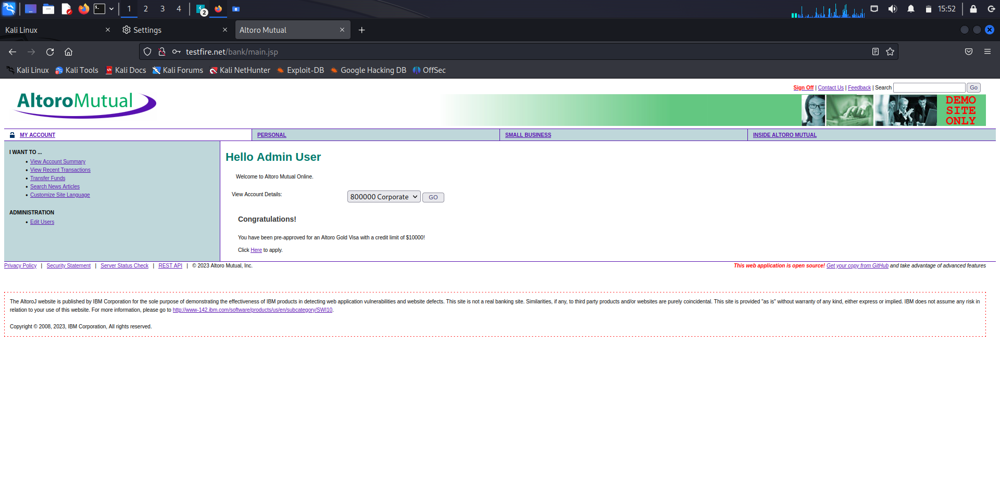 1 2 3 4 2 15:52
Kali Linux Settings Altoro Mutual
testfire.net/bank/main.jsp
Kali Linux Kali Tools Kali Docs Kali Forums Kali NetHunter Exploit-DB Google Hacking DB OffSec
Sign Off | Contact Us | Feedback | Search Go
AltoroMutual
DEMO
SITE
ONLY
MY ACCOUNT PERSONAL SMALL BUSINESS INSIDE ALTORO MUTUAL
I WANT TO ...
• View Account Summary
• View Recent Transactions
• Transfer Funds
• Search News Articles
• Customize Site Language
ADMINISTRATION
• Edit Users
Hello Admin User
Welcome to Altoro Mutual Online.
View Account Details: 800000 Corporate GO
Congratulations!
You have been pre-approved for an Altoro Gold Visa with a credit limit of $10000!
Click Here to apply.
Privacy Policy | Security Statement | Server Status Check | REST API | © 2023 Altoro Mutual, Inc. This web application is open source! Get your copy from GitHub and take advantage of advanced features
The AltoroJ website is published by IBM Corporation for the sole purpose of demonstrating the effectiveness of IBM products in detecting web application vulnerabilities and website defects. This site is not a real banking site. Similarities, if any, to third party products and/or websites are purely coincidental. This site is provided "as is" without warranty of any kind, either express or implied. IBM does not assume any risk in
relation to your use of this website. For more information, please go to http://www-142.ibm.com/software/products/us/en/subcategory/SWI10.
Copyright © 2008, 2023, IBM Corporation, All rights reserved.